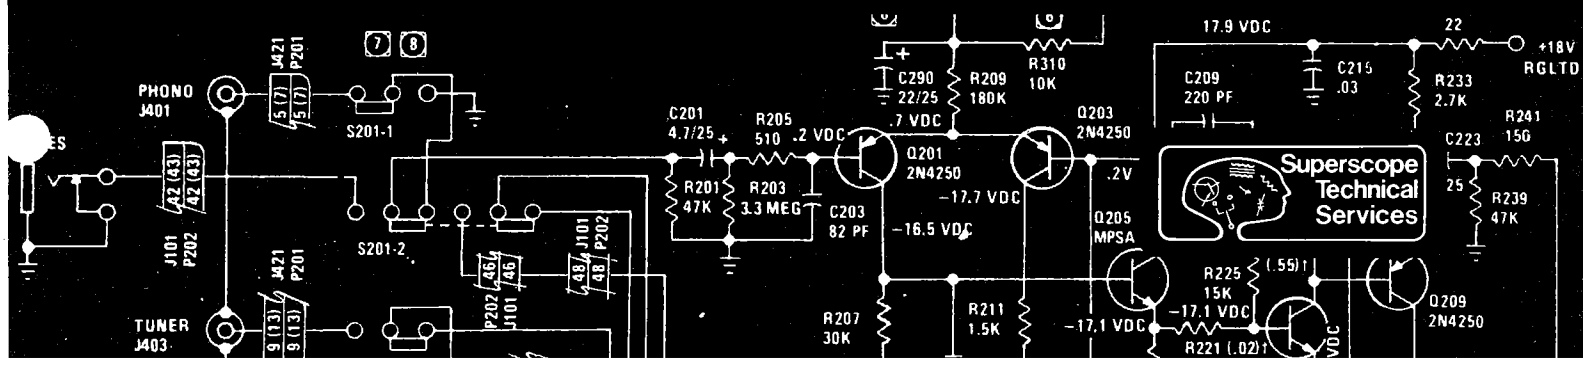 7
8
6
J421
P201
5 (7)
5 (7)
PHONO
J401
S201-1
ES
42 (43)
42 (43)
J101
P202
S201-2
J421
P201
9 (13)
9 (13)
TUNER
J403
46
46
P202
J101
J101
P202
48
48
C201
4.7/25
+
R205
510
.2 VDC
R201
47K
R203
3.3 MEG
C203
82 PF
+
C290
22/25
R209
180K
R310
10K
.7 VDC
Q201
2N4250
Q203
2N4250
.2V
-17.7 VDC
-16.5 VDC
R207
30K
R211
1.5K
Q205
MPSA
-17.1 VDC
17.9 VDC
C209
220 PF
C215
.03
22
+18V
RGLTD
R233
2.7K
R241
150
C223
25
R239
47K
Superscope
Technical
Services
R225
15K
(.55)↑
-17.1 VDC
R221 (.02)↑
VDC
Q209
2N4250